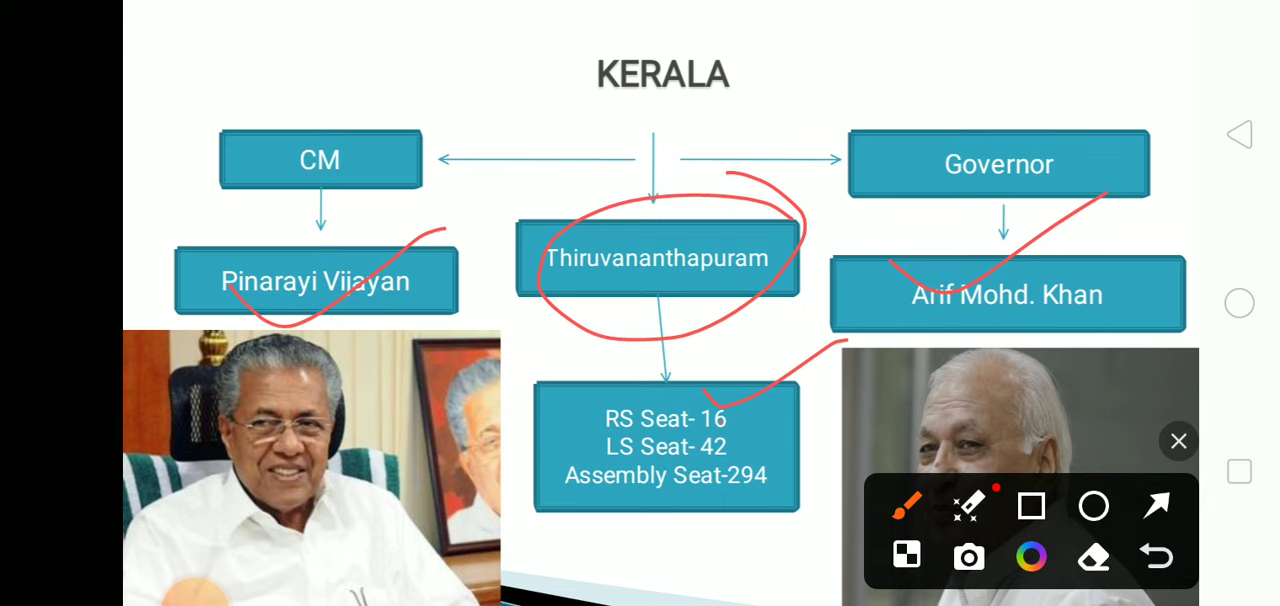 KERALA
CM
Governor
Pinarayi Vijayan
Thiruvananthapuram
Arif Mohd. Khan
RS Seat- 16
LS Seat- 42
Assembly Seat-294